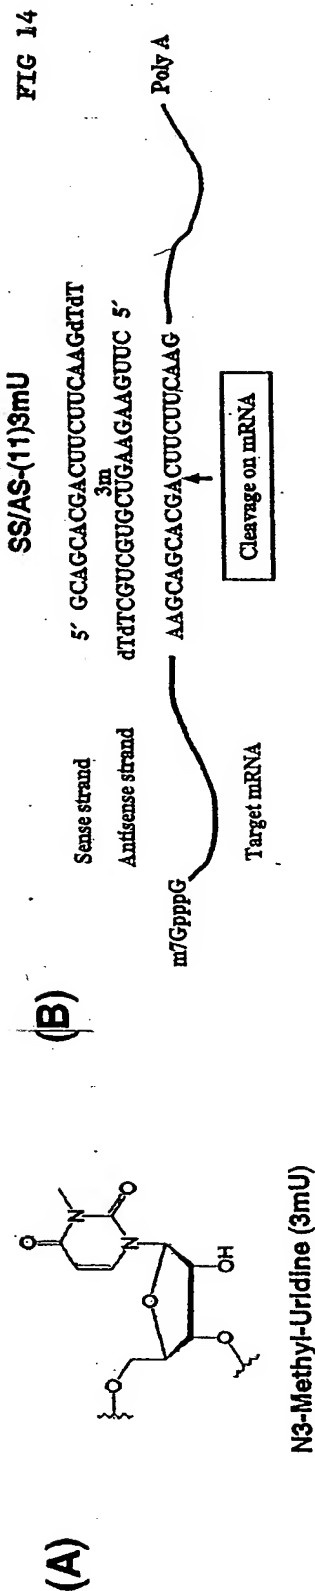 FIG 14
(A)
O
N
O
N
O
O
OH
O
N3-Methyl-Uridine (3mU)
(B)
SS/AS-(11)3mU
Sense strand
5´ GCAGCACGACUUCUUCAAGdTdT
3m
Antisense strand
dTdTCGUCGUGCUGAAGAAGUUC 5´
m7GpppG
AAGCAGCACGACUUCUUCAAG
Poly A
Target mRNA
Cleavage on mRNA